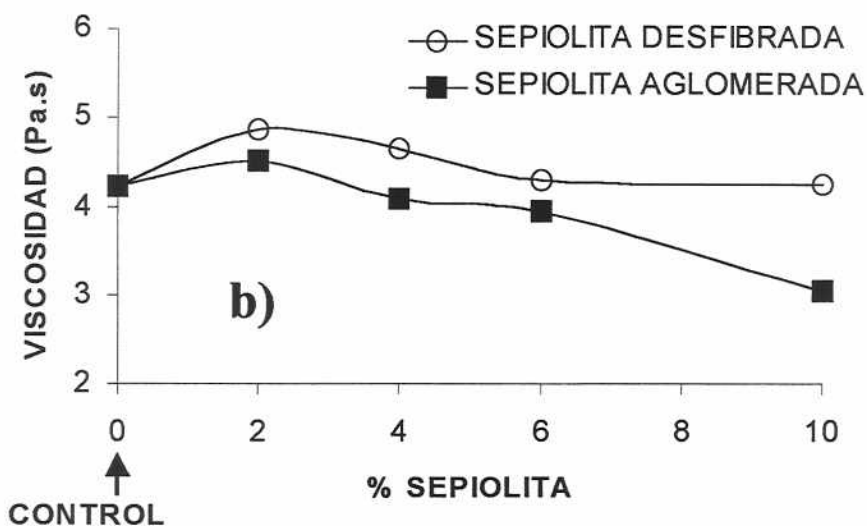 6
5
4
3
2
VISCOSIDAD (Pa.s)
SEPIOLITA DESFIBRADA
SEPIOLITA AGLOMERADA
b)
0 2 4 6 8 10
% SEPIOLITA
CONTROL